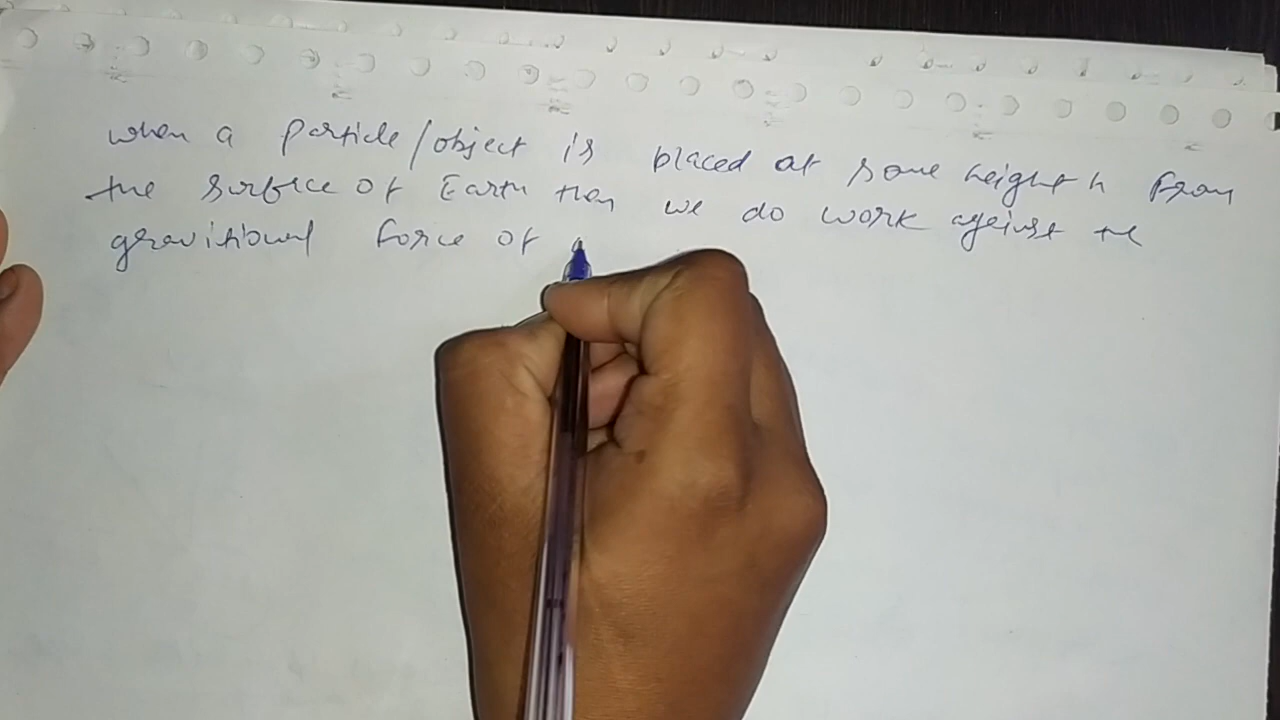 when a particle/object is placed at some height h from
the surface of Earth then we do work against the
gravitional force of